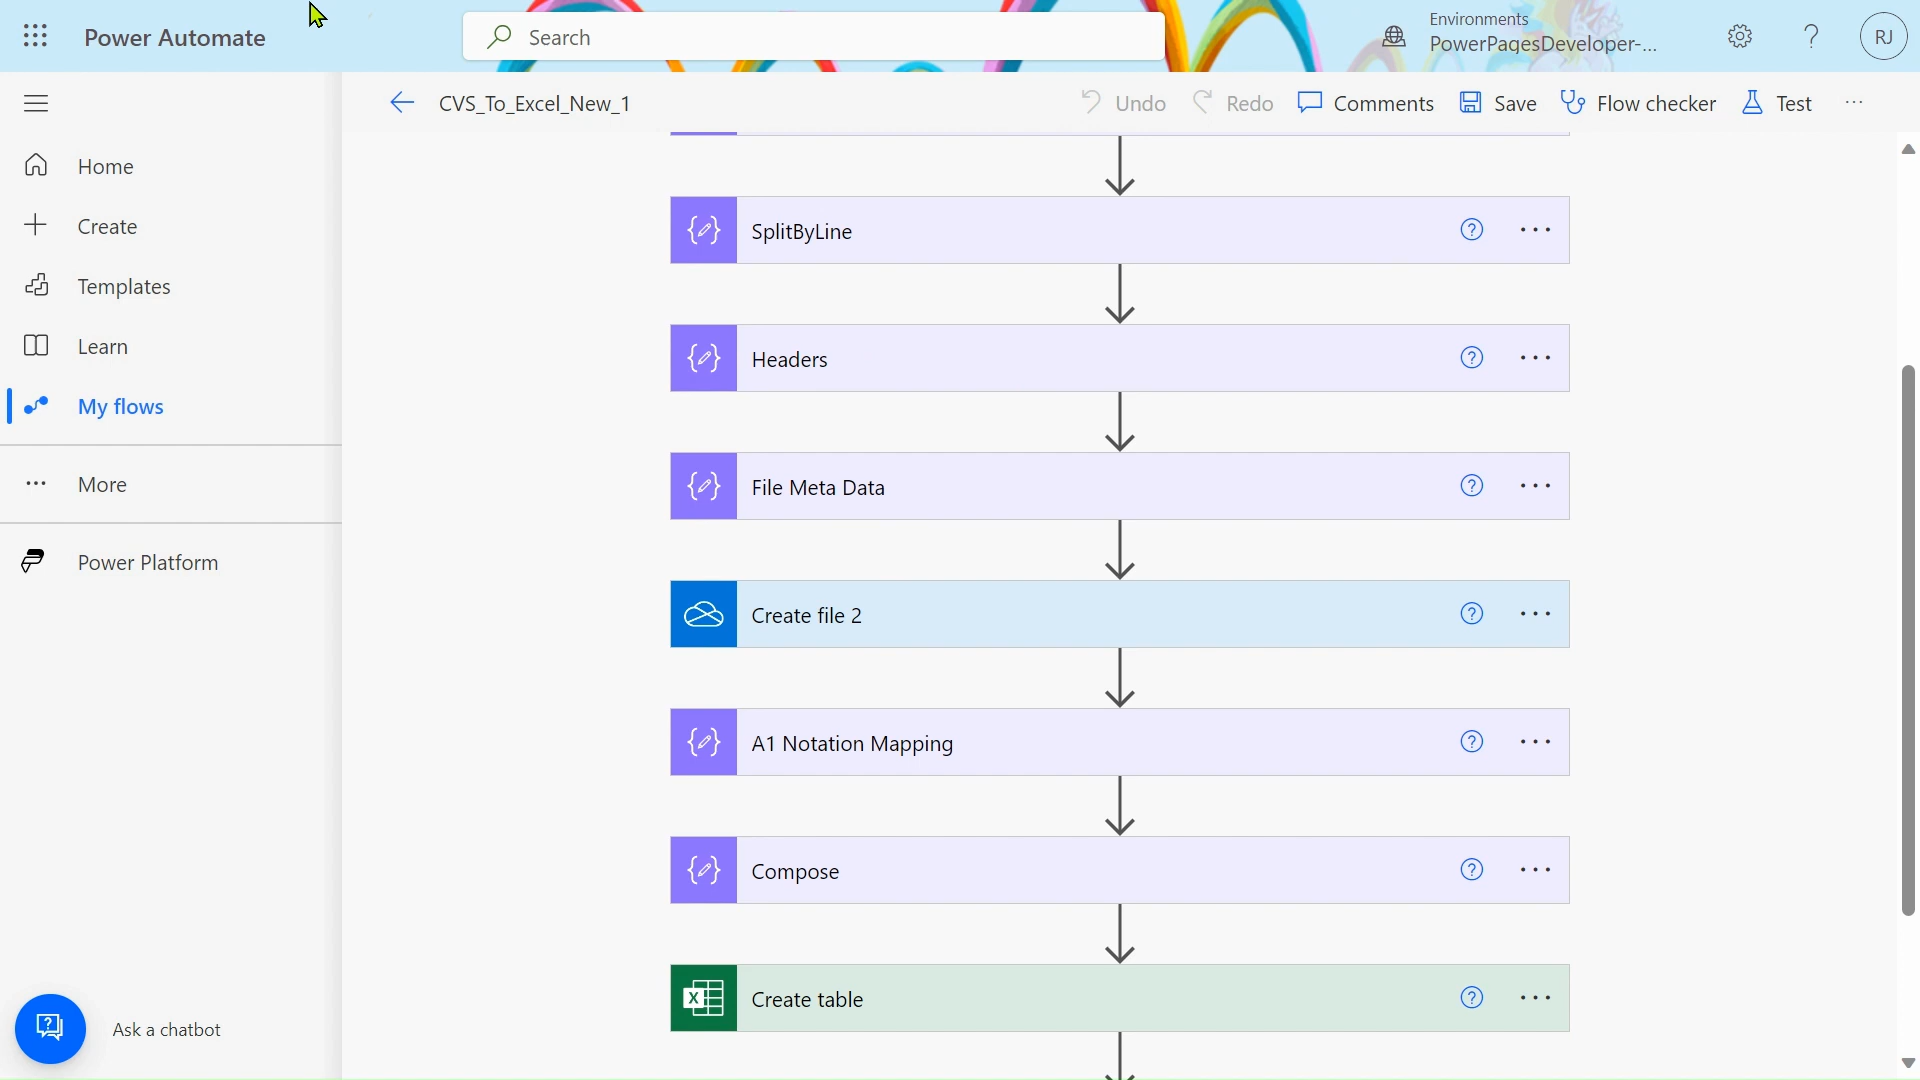 Power Automate
Search
Environments
PowerPagesDeveloper-...
RJ
CVS_To_Excel_New_1
Undo
Redo
Comments
Save
Flow checker
Test
Home
Create
Templates
Learn
My flows
More
Power Platform
Ask a chatbot
SplitByLine
Headers
File Meta Data
Create file 2
A1 Notation Mapping
Compose
Create table